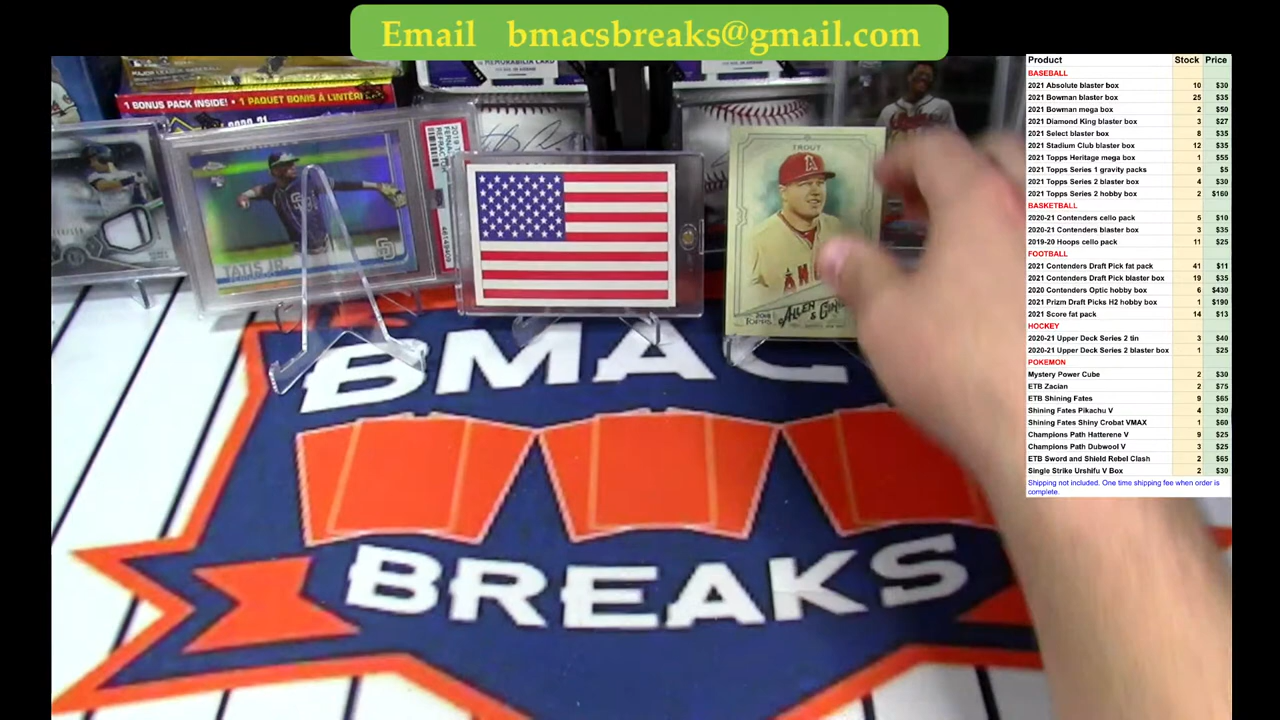 Email bmacsbreaks@gmail.com
MEMORABILIA CARD
1 BONUS PACK INSIDE! • 1 PAQUET BONIS À L'INTÉRI
TATIS JR.
REFRACTOR
TROUT
2018 TOPPS
ALLEN & GIN
BMAC
BREAKS
Product Stock Price
BASEBALL
2021 Absolute blaster box 10 $30
2021 Bowman blaster box 25 $35
2021 Bowman mega box 2 $50
2021 Diamond King blaster box 3 $27
2021 Select blaster box 8 $35
2021 Stadium Club blaster box 12 $35
2021 Topps Heritage mega box 1 $55
2021 Topps Series 1 gravity packs 9 $5
2021 Topps Series 2 blaster box 4 $30
2021 Topps Series 2 hobby box 2 $160
BASKETBALL
2020-21 Contenders cello pack 5 $10
2020-21 Contenders blaster box 3 $35
2019-20 Hoops cello pack 11 $25
FOOTBALL
2021 Contenders Draft Pick fat pack 41 $11
2021 Contenders Draft Pick blaster box 19 $35
2020 Contenders Optic hobby box 6 $430
2021 Prizm Draft Picks H2 hobby box 1 $190
2021 Score fat pack 14 $13
HOCKEY
2020-21 Upper Deck Series 2 tin 3 $40
2020-21 Upper Deck Series 2 blaster box 1 $25
POKEMON
Mystery Power Cube 2 $30
ETB Zacian 2 $75
ETB Shining Fates 9 $65
Shining Fates Pikachu V 4 $30
Shining Fates Shiny Crobat VMAX 1 $60
Champions Path Hatterene V 9 $25
Champions Path Dubwool V 3 $25
ETB Sword and Shield Rebel Clash 2 $65
Single Strike Urshifu V Box 2 $30
Shipping not included. One time shipping fee when order is
complete.